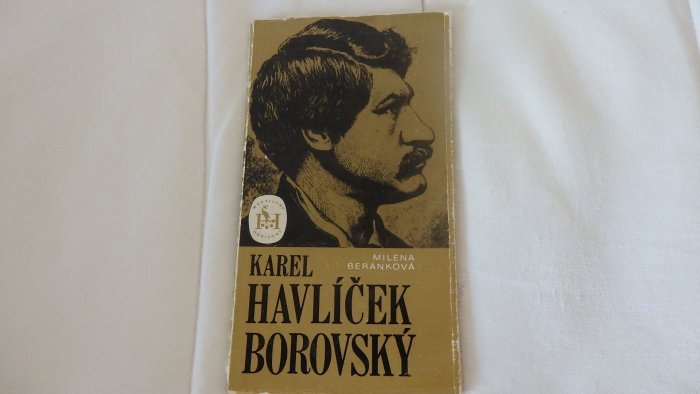 MILENA
BERÁNKOVÁ
KAREL
HAVLÍČEK
BOROVSKÝ